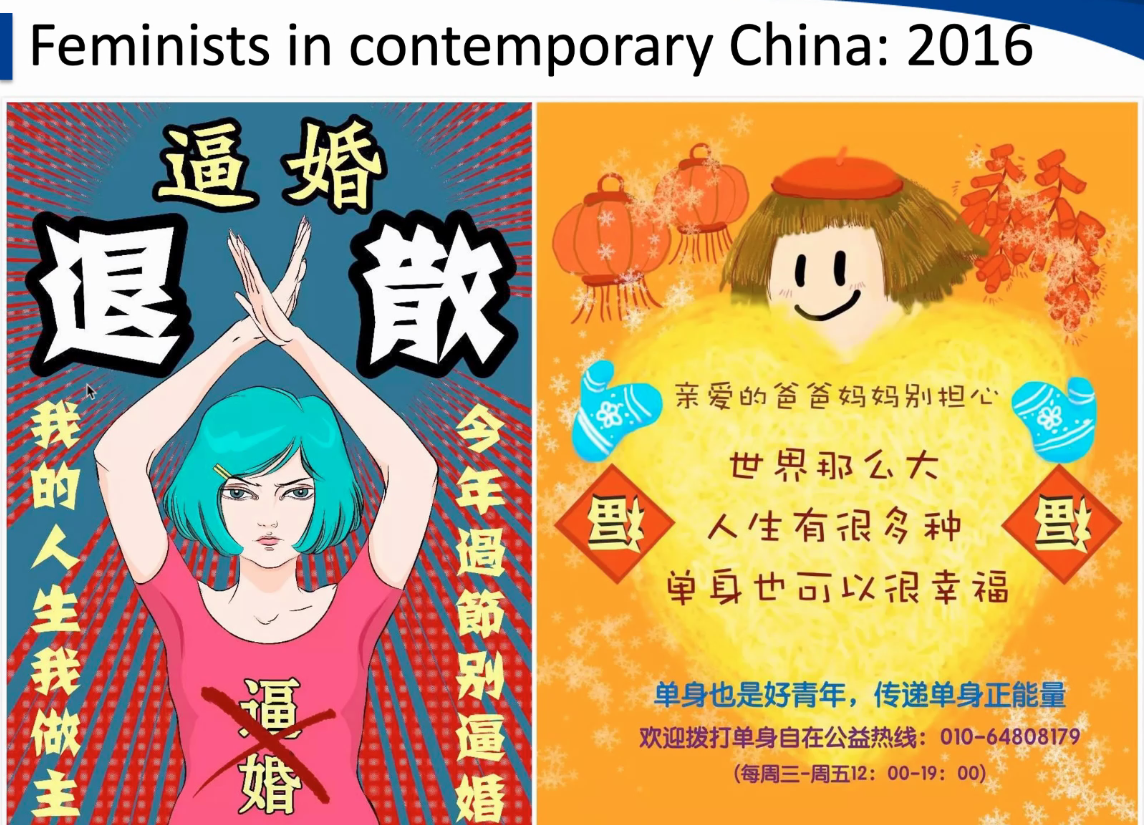 Feminists in contemporary China: 2016
逼婚
退散
我的人生我做主
今年過節別逼婚
逼婚
亲爱的爸爸妈妈别担心
世界那么大
人生有很多种
单身也可以很幸福
福
福
单身也是好青年，传递单身正能量
欢迎拨打单身自在公益热线：010-64808179
(每周三-周五12：00-19：00)